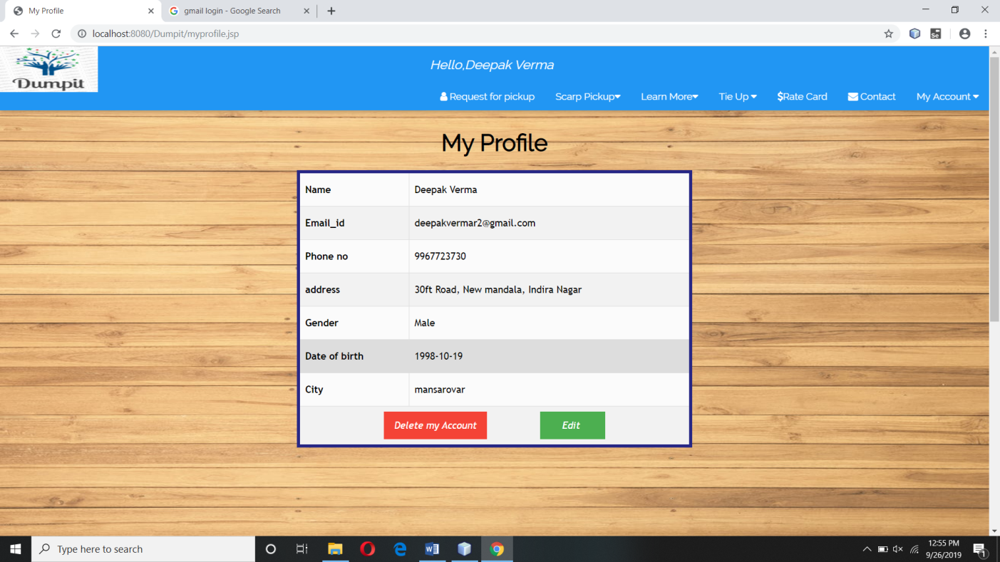 My Profile
gmail login - Google Search
localhost:8080/Dumpit/myprofile.jsp
Se
Dumpit
Hello,Deepak Verma
Request for pickup Scarp Pickup Learn More Tie Up $Rate Card Contact My Account
My Profile
Name Deepak Verma
Email_id deepakvermar2@gmail.com
Phone no 9967723730
address 30ft Road, New mandala, Indira Nagar
Gender Male
Date of birth 1998-10-19
City mansarovar
Delete my Account Edit
Type here to search
12:55 PM
9/26/2019
1